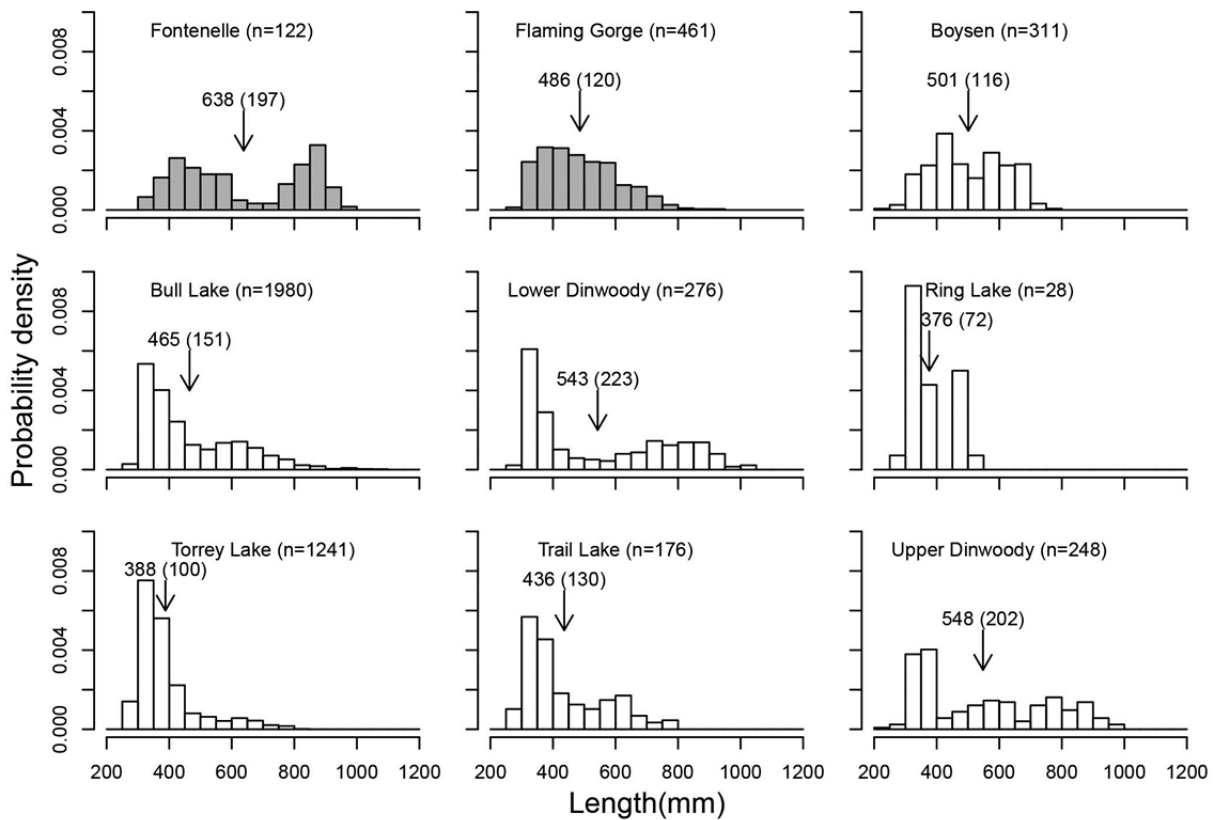 Probability density
0.000 0.004 0.008
Fontenelle (n=122)
638 (197)
Flaming Gorge (n=461)
486 (120)
Boysen (n=311)
501 (116)
0.000 0.004 0.008
Bull Lake (n=1980)
465 (151)
Lower Dinwoody (n=276)
543 (223)
Ring Lake (n=28)
376 (72)
0.000 0.004 0.008
Torrey Lake (n=1241)
388 (100)
Trail Lake (n=176)
436 (130)
Upper Dinwoody (n=248)
548 (202)
200 400 600 800 1000 1200
200 400 600 800 1000 1200
200 400 600 800 1000 1200
Length(mm)